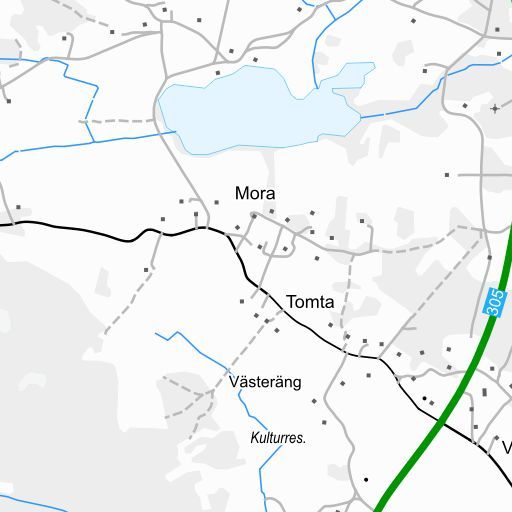 Mora
305
Tomta
Västeräng
Kulturres.
V